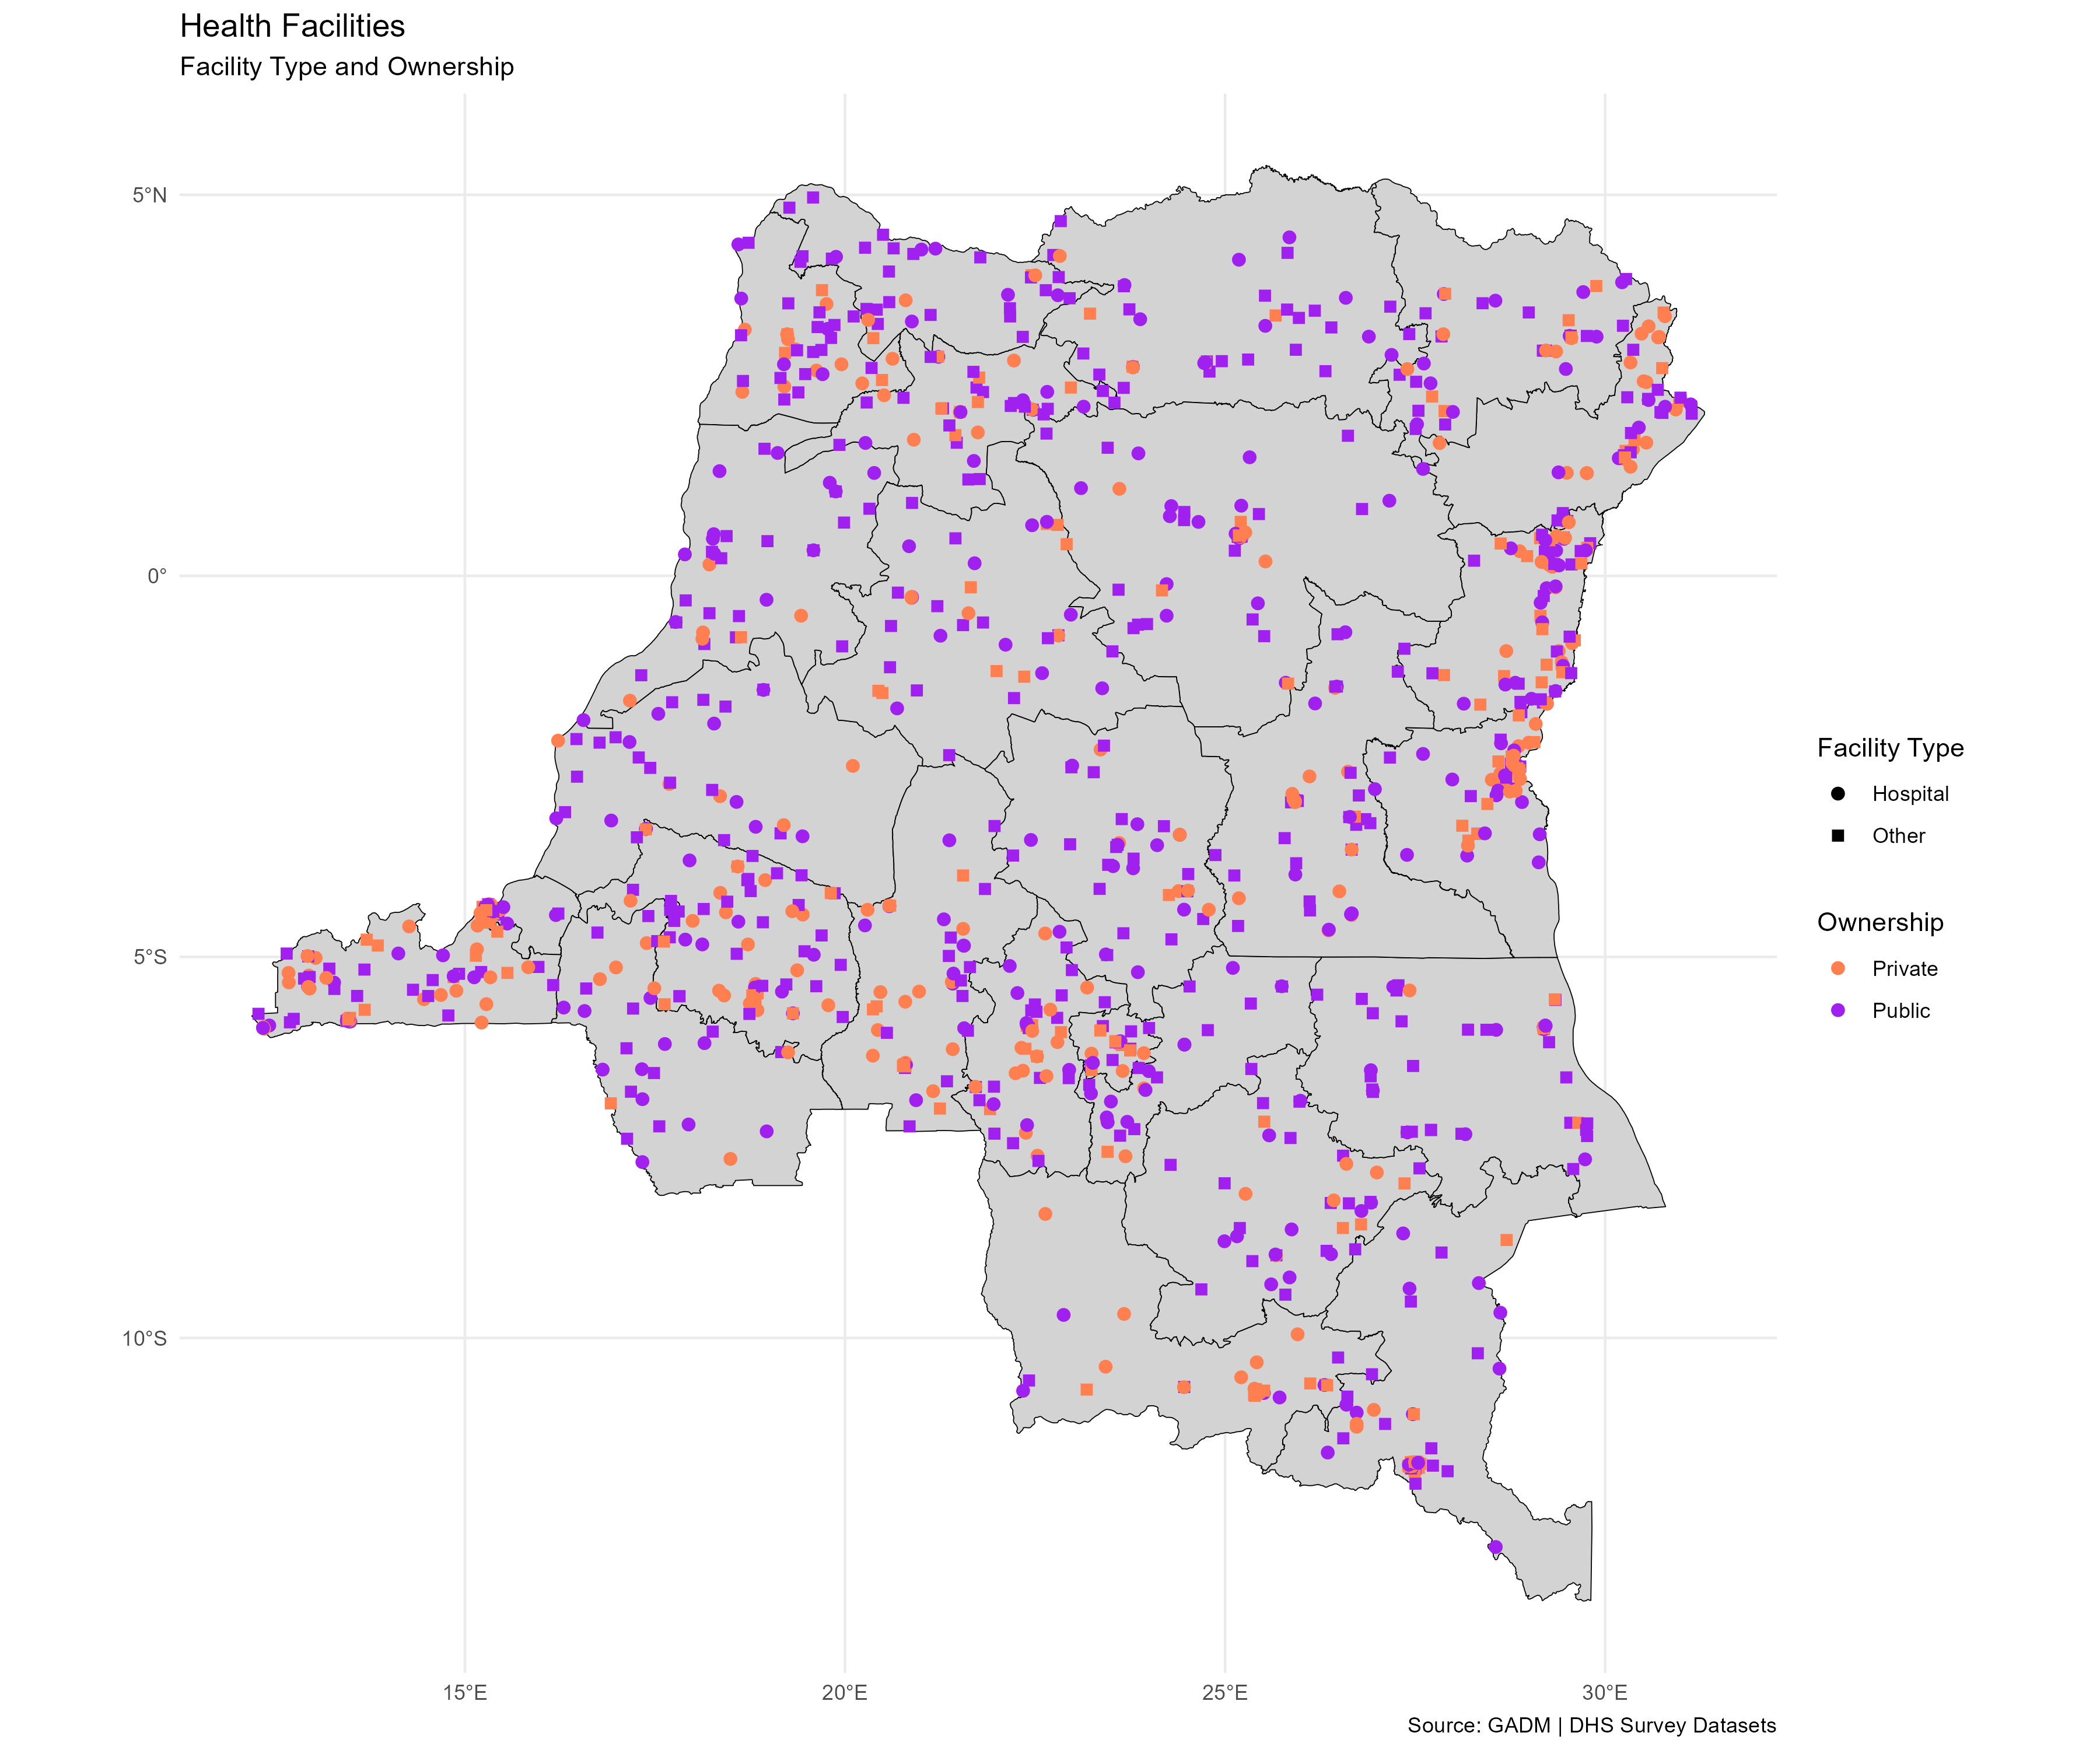 Health Facilities
Facility Type and Ownership
5°N
0°
5°S
10°S
15°E
20°E
25°E
30°E
Facility Type
Hospital
Other
Ownership
Private
Public
Source: GADM | DHS Survey Datasets